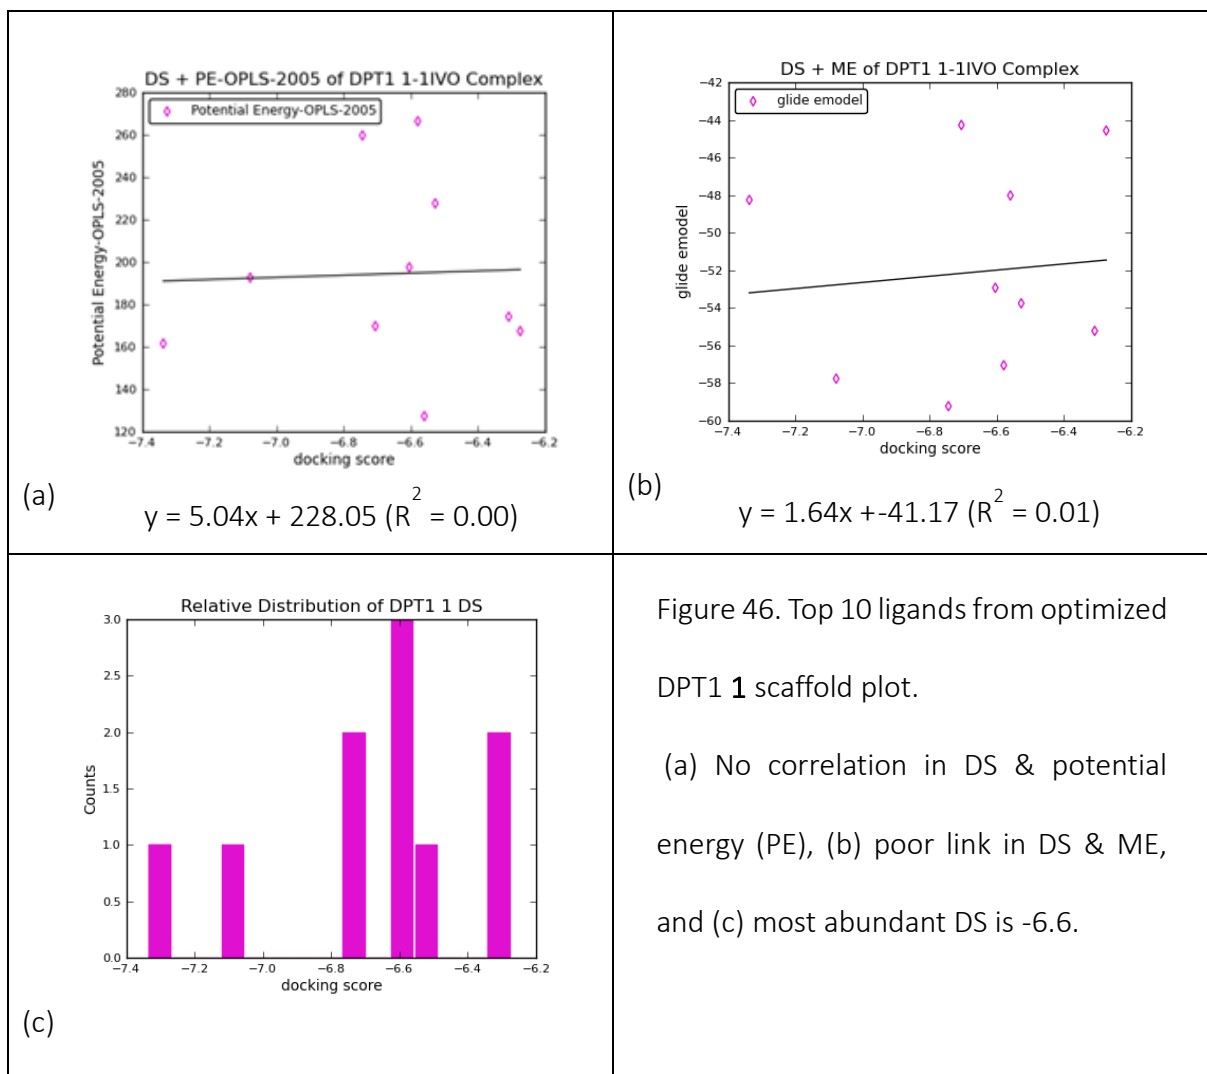 DS + PE-OPLS-2005 of DPT1 1-1IVO Complex
280
260
240
220
200
180
160
140
120
Potential Energy-OPLS-2005
Potential Energy-OPLS-2005
−7.4 −7.2 −7.0 −6.8 −6.6 −6.4 −6.2
docking score
(a)
y = 5.04x + 228.05 (R² = 0.00)
DS + ME of DPT1 1-1IVO Complex
−42
−44
−46
−48
−50
−52
−54
−56
−58
−60
glide emodel
glide emodel
−7.4 −7.2 −7.0 −6.8 −6.6 −6.4 −6.2
docking score
(b)
y = 1.64x +-41.17 (R² = 0.01)
Relative Distribution of DPT1 1 DS
3.0
2.5
2.0
1.5
1.0
0.5
0.0
Counts
−7.4 −7.2 −7.0 −6.8 −6.6 −6.4 −6.2
docking score
(c)
Figure 46. Top 10 ligands from optimized
DPT1 1 scaffold plot.
(a) No correlation in DS & potential
energy (PE), (b) poor link in DS & ME,
and (c) most abundant DS is -6.6.